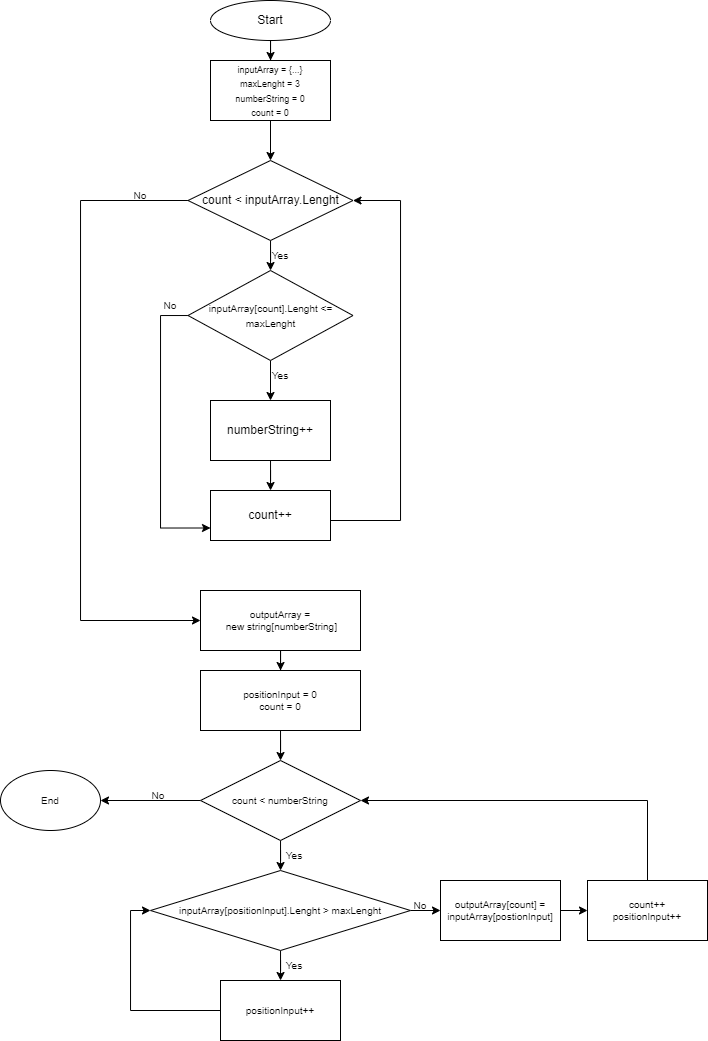 Start
inputArray = {...}
maxLenght = 3
numberString = 0
count = 0
No
count < inputArray.Lenght
Yes
No
inputArray[count].Lenght <=
maxLenght
Yes
numberString++
count++
outputArray =
new string[numberString]
positionInput = 0
count = 0
End
No
count < numberString
Yes
inputArray[positionInput].Lenght > maxLenght
No
outputArray[count] =
inputArray[postionInput]
count++
positionInput++
Yes
positionInput++